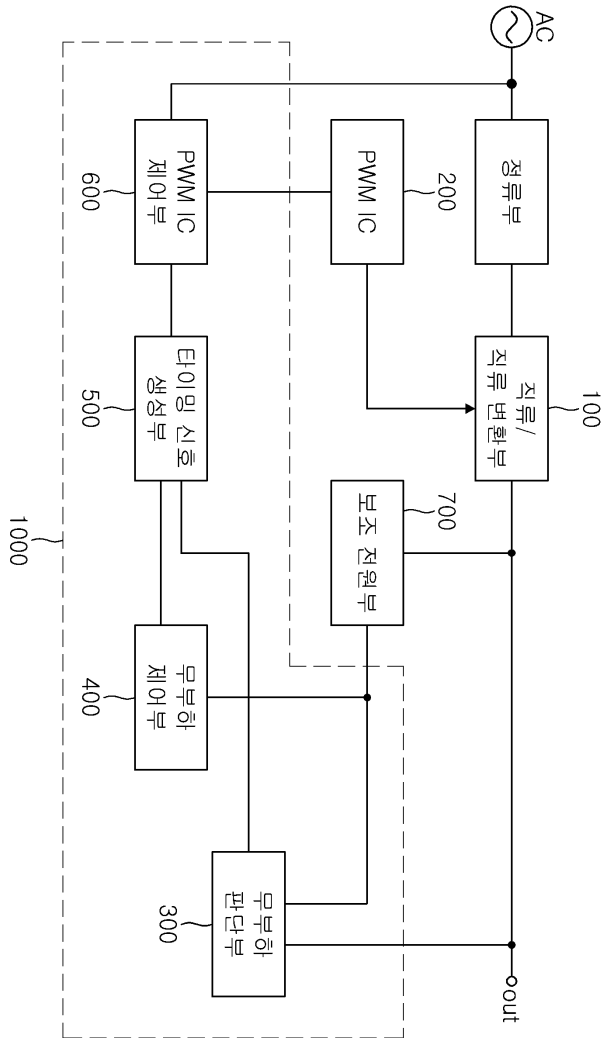 AC
정류부
직류/
직류 변환부
100
PWM IC
200
보조 전원부
700
out
PWM IC
제어부
600
타이밍 신호
생성부
500
무부하
제어부
400
무부하
판단부
300
1000